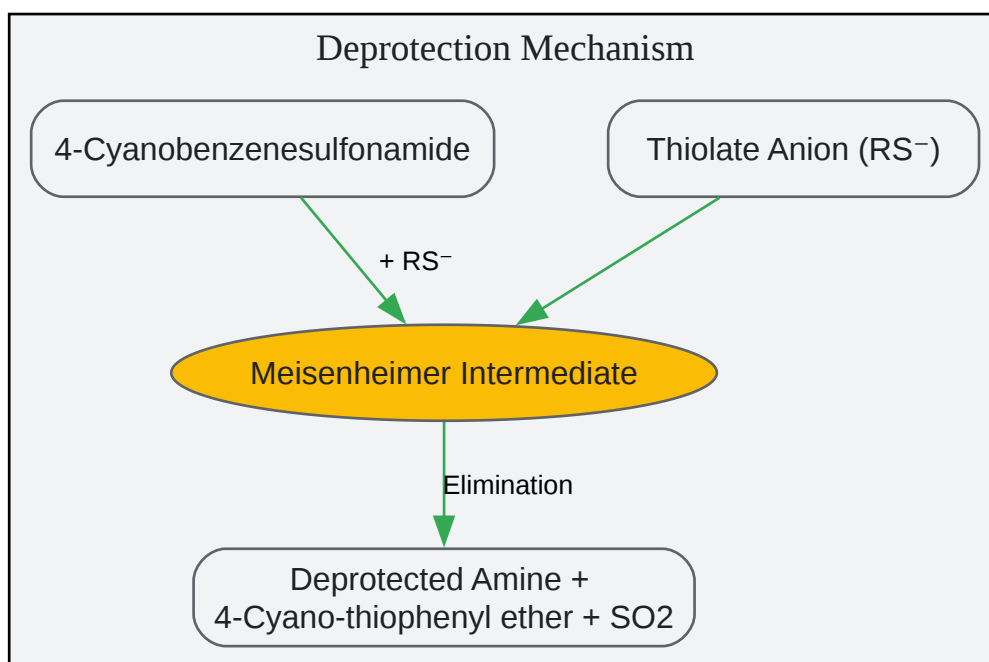 Deprotection Mechanism
4-Cyanobenzenesulfonamide
Thiolate Anion (RS⁻)
+ RS⁻
Meisenheimer Intermediate
Elimination
Deprotected Amine +
4-Cyano-thiophenyl ether + SO2